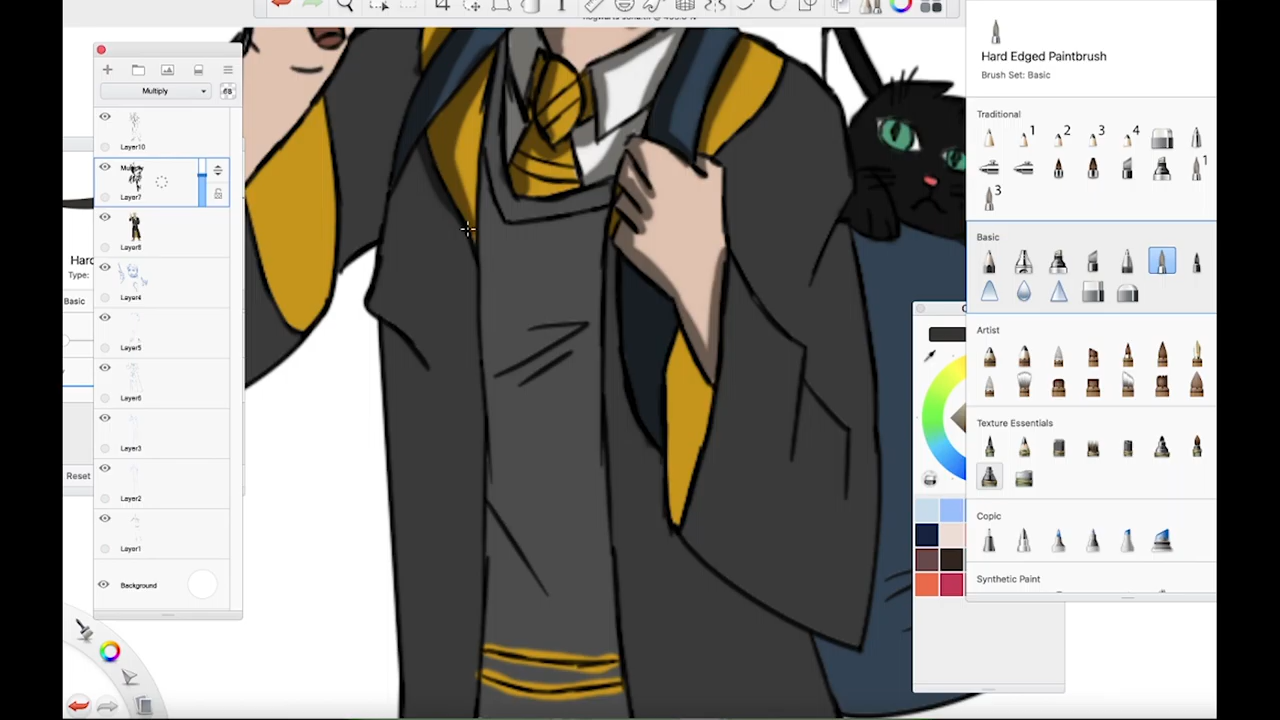 Hard Edged Paintbrush
Brush Set: Basic
Multiply
68
Traditional
1
2
3
4
1
3
Layer10
Layer7
Basic
Layer8
Hard
Type:
Layer4
Basic
Layer5
Artist
Layer6
Texture Essentials
Layer3
Reset
Layer2
Copic
Layer1
Synthetic Paint
Background